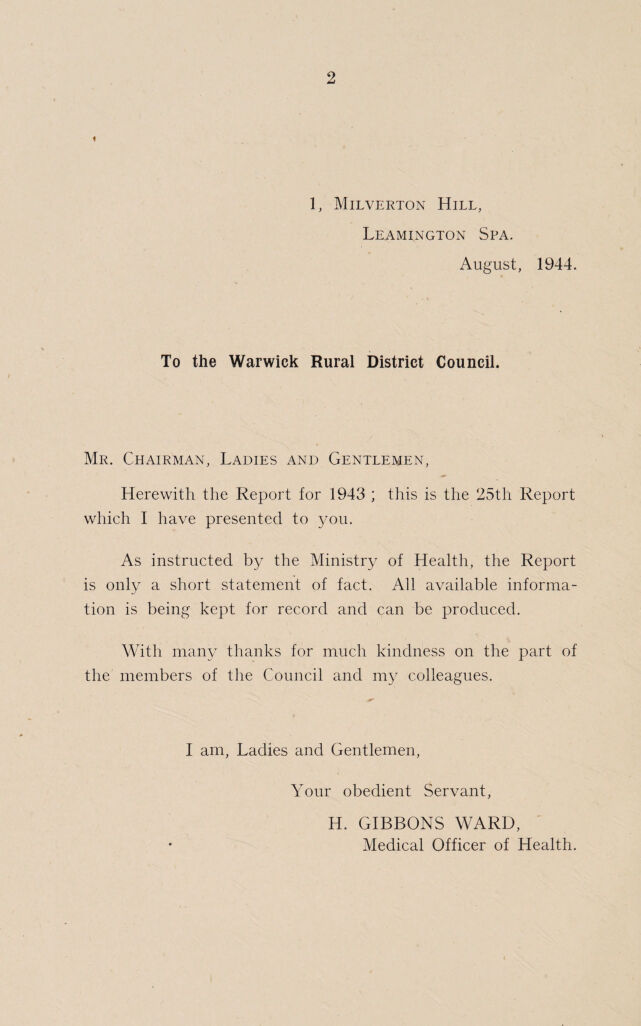 2
1, Milverton Hill,
Leamington Spa.
August, 1944.
To the Warwick Rural District Council.
Mr. Chairman, Ladies and Gentlemen,
Herewith the Report for 1943 ; this is the 25th Report
which I have presented to you.
As instructed by the Ministry of Health, the Report
is only a short statement of fact. All available informa-
tion is being kept for record and can be produced.
With many thanks for much kindness on the part of
the members of the Council and my colleagues.
I am, Ladies and Gentlemen,
Your obedient Servant,
H. GIBBONS WARD,
Medical Officer of Health.